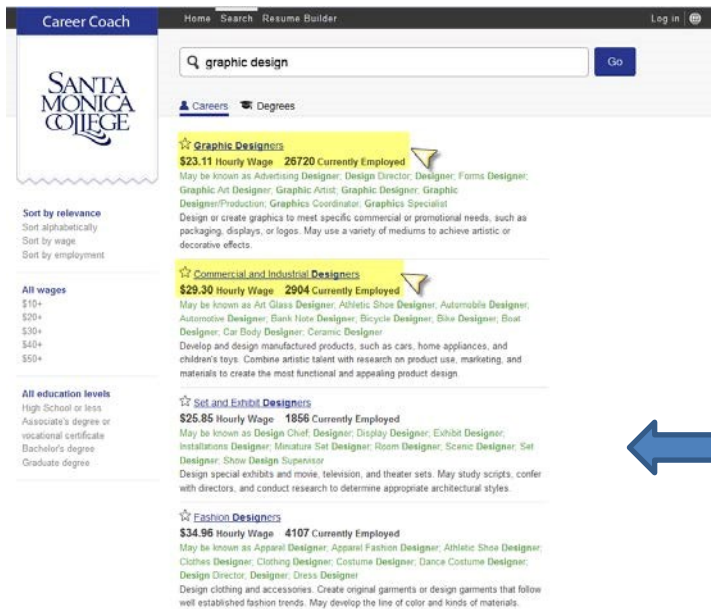 Career Coach
Home Search Resume Builder
Log in
SANTA
MONICA
COLLEGE
graphic design
Go
Careers Degrees
Graphic Designers
$23.11 Hourly Wage 26720 Currently Employed
May be known as Advertising Designer; Design Director; Designer; Forms Designer;
Graphic Art Designer; Graphic Artist; Graphic Designer; Graphic
Designer/Production; Graphics Coordinator; Graphics Specialist
Design or create graphics to meet specific commercial or promotional needs, such as
packaging, displays, or logos. May use a variety of mediums to achieve artistic or
decorative effects.
Sort by relevance
Sort alphabetically
Sort by wage
Sort by employment
Commercial and Industrial Designers
$29.30 Hourly Wage 2904 Currently Employed
May be known as Art Glass Designer; Athletic Shoe Designer; Automobile Designer;
Automotive Designer; Bank Note Designer; Bicycle Designer; Bike Designer; Boat
Designer; Car Body Designer; Ceramic Designer
Develop and design manufactured products, such as cars, home appliances, and
children's toys. Combine artistic talent with research on product use, marketing, and
materials to create the most functional and appealing product design.
All wages
$10+
$20+
$30+
$40+
$50+
All education levels
High School or less
Associate's degree or
vocational certificate
Bachelor's degree
Graduate degree
Set and Exhibit Designers
$25.85 Hourly Wage 1856 Currently Employed
May be known as Design Chief; Designer; Display Designer; Exhibit Designer;
Installations Designer; Miniature Set Designer; Room Designer; Scenic Designer; Set
Designer; Show Design Supervisor
Design special exhibits and movie, television, and theater sets. May study scripts, confer
with directors, and conduct research to determine appropriate architectural styles.
Fashion Designers
$34.96 Hourly Wage 4107 Currently Employed
May be known as Apparel Designer; Apparel Fashion Designer; Athletic Shoe Designer;
Clothes Designer; Clothing Designer; Costume Designer; Dance Costume Designer;
Design Director; Designer; Dress Designer
Design clothing and accessories. Create original garments or design garments that follow
well established fashion trends. May develop the line of color and kinds of materials.